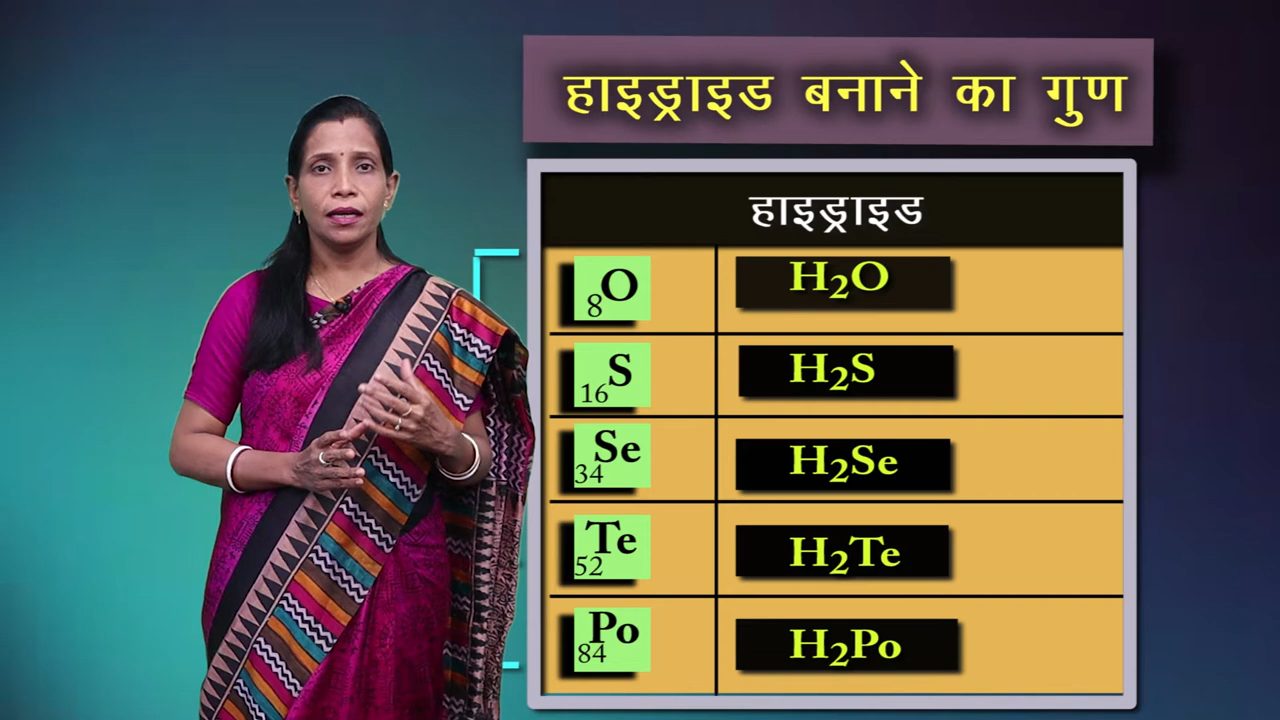 हाइड्राइड बनाने का गुण
हाइड्राइड
₈O H₂O
₁₆S H₂S
₃₄Se H₂Se
₅₂Te H₂Te
₈₄Po H₂Po